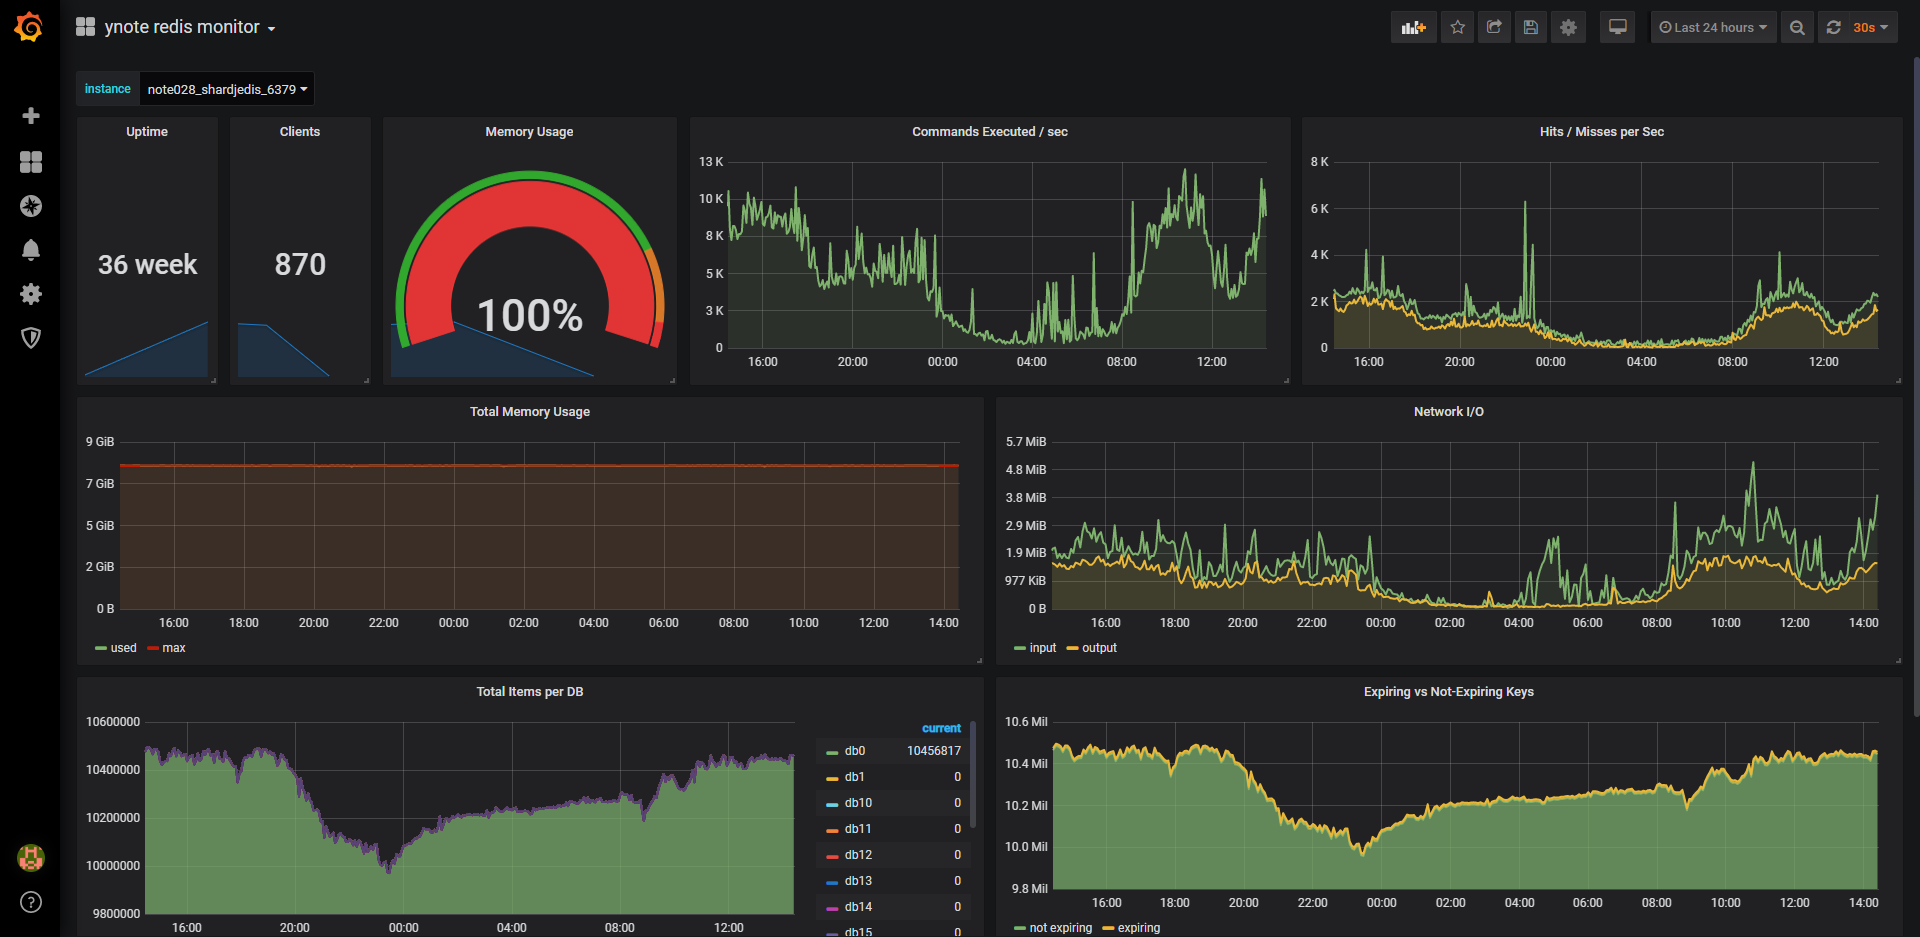 ynote redis monitor
Last 24 hours
30s
instance
note028_shardjedis_6379
Uptime
36 week
Clients
870
Memory Usage
100%
Commands Executed / sec
13 K
10 K
8 K
5 K
3 K
0
16:00 20:00 00:00 04:00 08:00 12:00
Hits / Misses per Sec
8 K
6 K
4 K
2 K
0
16:00 20:00 00:00 04:00 08:00 12:00
Total Memory Usage
9 GiB
7 GiB
5 GiB
2 GiB
0 B
16:00 18:00 20:00 22:00 00:00 02:00 04:00 06:00 08:00 10:00 12:00 14:00
used max
Network I/O
5.7 MiB
4.8 MiB
3.8 MiB
2.9 MiB
1.9 MiB
977 KiB
0 B
16:00 18:00 20:00 22:00 00:00 02:00 04:00 06:00 08:00 10:00 12:00 14:00
input output
Total Items per DB
10600000
10400000
10200000
10000000
9800000
16:00 20:00 00:00 04:00 08:00 12:00
current
db0 10456817
db1 0
db10 0
db11 0
db12 0
db13 0
db14 0
db15 0
Expiring vs Not-Expiring Keys
10.6 Mil
10.4 Mil
10.2 Mil
10.0 Mil
9.8 Mil
16:00 18:00 20:00 22:00 00:00 02:00 04:00 06:00 08:00 10:00 12:00 14:00
not expiring expiring